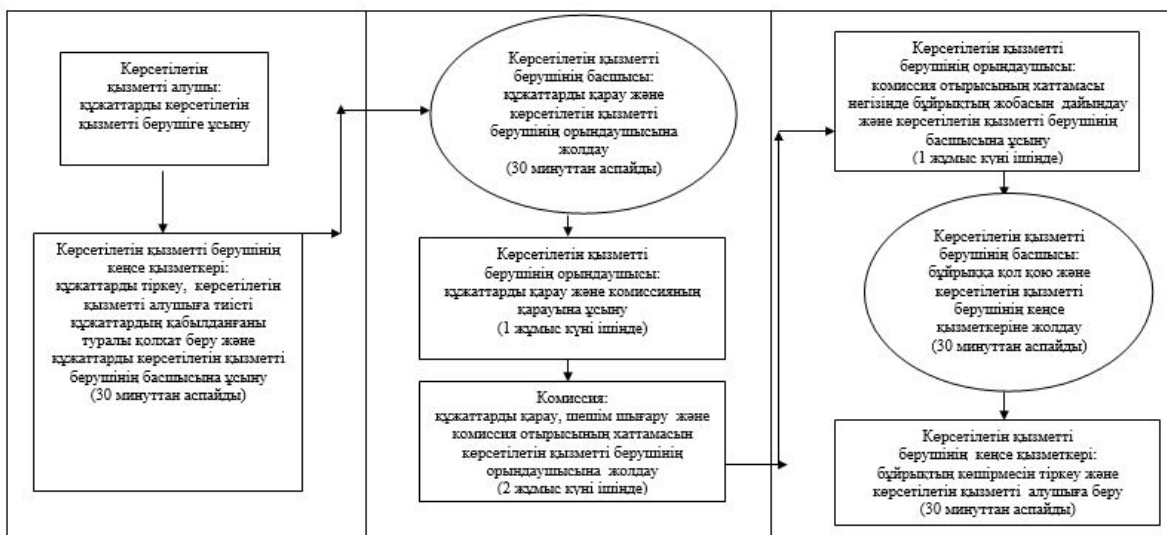 Көрсетілетін
қызметті алушы:
құжаттарды көрсетілетін
қызметті берушіге ұсыну
Көрсетілетін қызметті берушінің
кеңсе қызметкері:
құжаттарды тіркеу, көрсетілетін
қызметті алушыға тиісті
құжаттардың қабылданғаны
туралы қолхат беру және
құжаттарды көрсетілетін қызметті
берушінің басшысына ұсыну
(30 минуттан аспайды)
Көрсетілетін қызметті
берушінің басшысы:
құжаттарды қарау және
көрсетілетін қызметті
берушінің орындаушысына
жолдау
(30 минуттан аспайды)
Көрсетілетін қызметті
берушінің орындаушысы:
құжаттарды қарау және комиссияның
қарауына ұсыну
(1 жұмыс күні ішінде)
Комиссия:
құжаттарды қарау, шешім шығару және
комиссия отырысының хаттамасын
көрсетілетін қызметті берушінің
орындаушысына жолдау
(2 жұмыс күні ішінде)
Көрсетілетін қызметті
берушінің орындаушысы:
комиссия отырысының хаттамасы
негізінде бұйрықтың жобасын дайындау
және көрсетілетін қызметті берушінің
басшысына ұсыну
(1 жұмыс күні ішінде)
Көрсетілетін қызметті
берушінің басшысы:
бұйрыққа қол қою және
көрсетілетін қызметті
берушінің кеңсе
қызметкеріне жолдау
(30 минуттан аспайды)
Көрсетілетін қызметті
берушінің кеңсе қызметкері:
бұйрықтың көшірмесін тіркеу және
көрсетілетін қызметті алушыға беру
(30 минуттан аспайды)